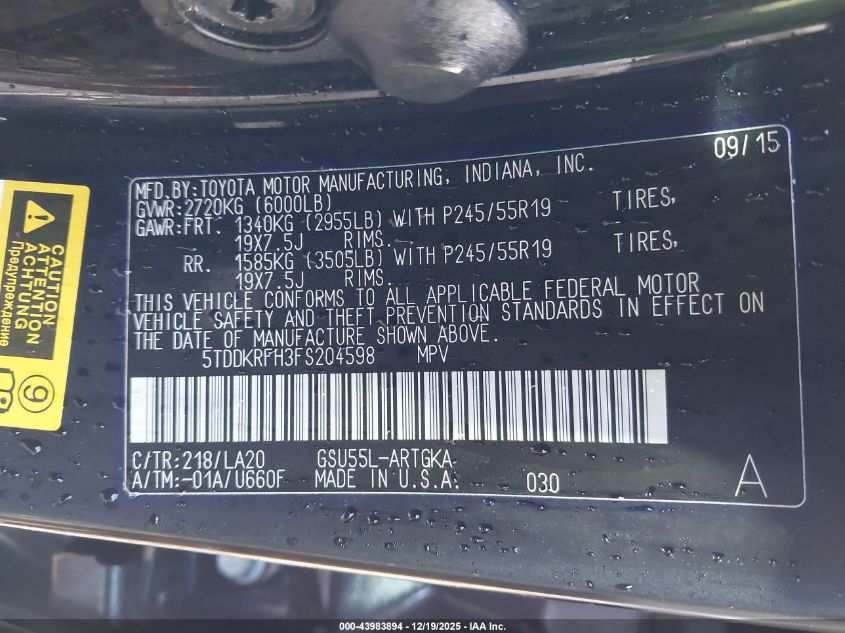 09/15
MFD.BY:TOYOTA MOTOR MANUFACTURING, INDIANA, INC.
GVWR:2720KG (6000LB)
GAWR:FRT. 1340KG (2955LB) WITH P245/55R19 TIRES,
19X7.5J RIMS.
RR. 1585KG (3505LB) WITH P245/55R19 TIRES,
19X7.5J RIMS.
THIS VEHICLE CONFORMS TO ALL APPLICABLE FEDERAL MOTOR
VEHICLE SAFETY AND THEFT PREVENTION STANDARDS IN EFFECT ON
THE DATE OF MANUFACTURE SHOWN ABOVE.
5TDDKRFH3FS204598 MPV
C/TR:218/LA20 GSU55L-ARTGKA
A/TM:-01A/U660F MADE IN U.S.A. 030 A
CAUTION
ATTENTION
ACHTUNG
Предупреждение
9
000-43983894 - 12/19/2025 - IAA Inc.